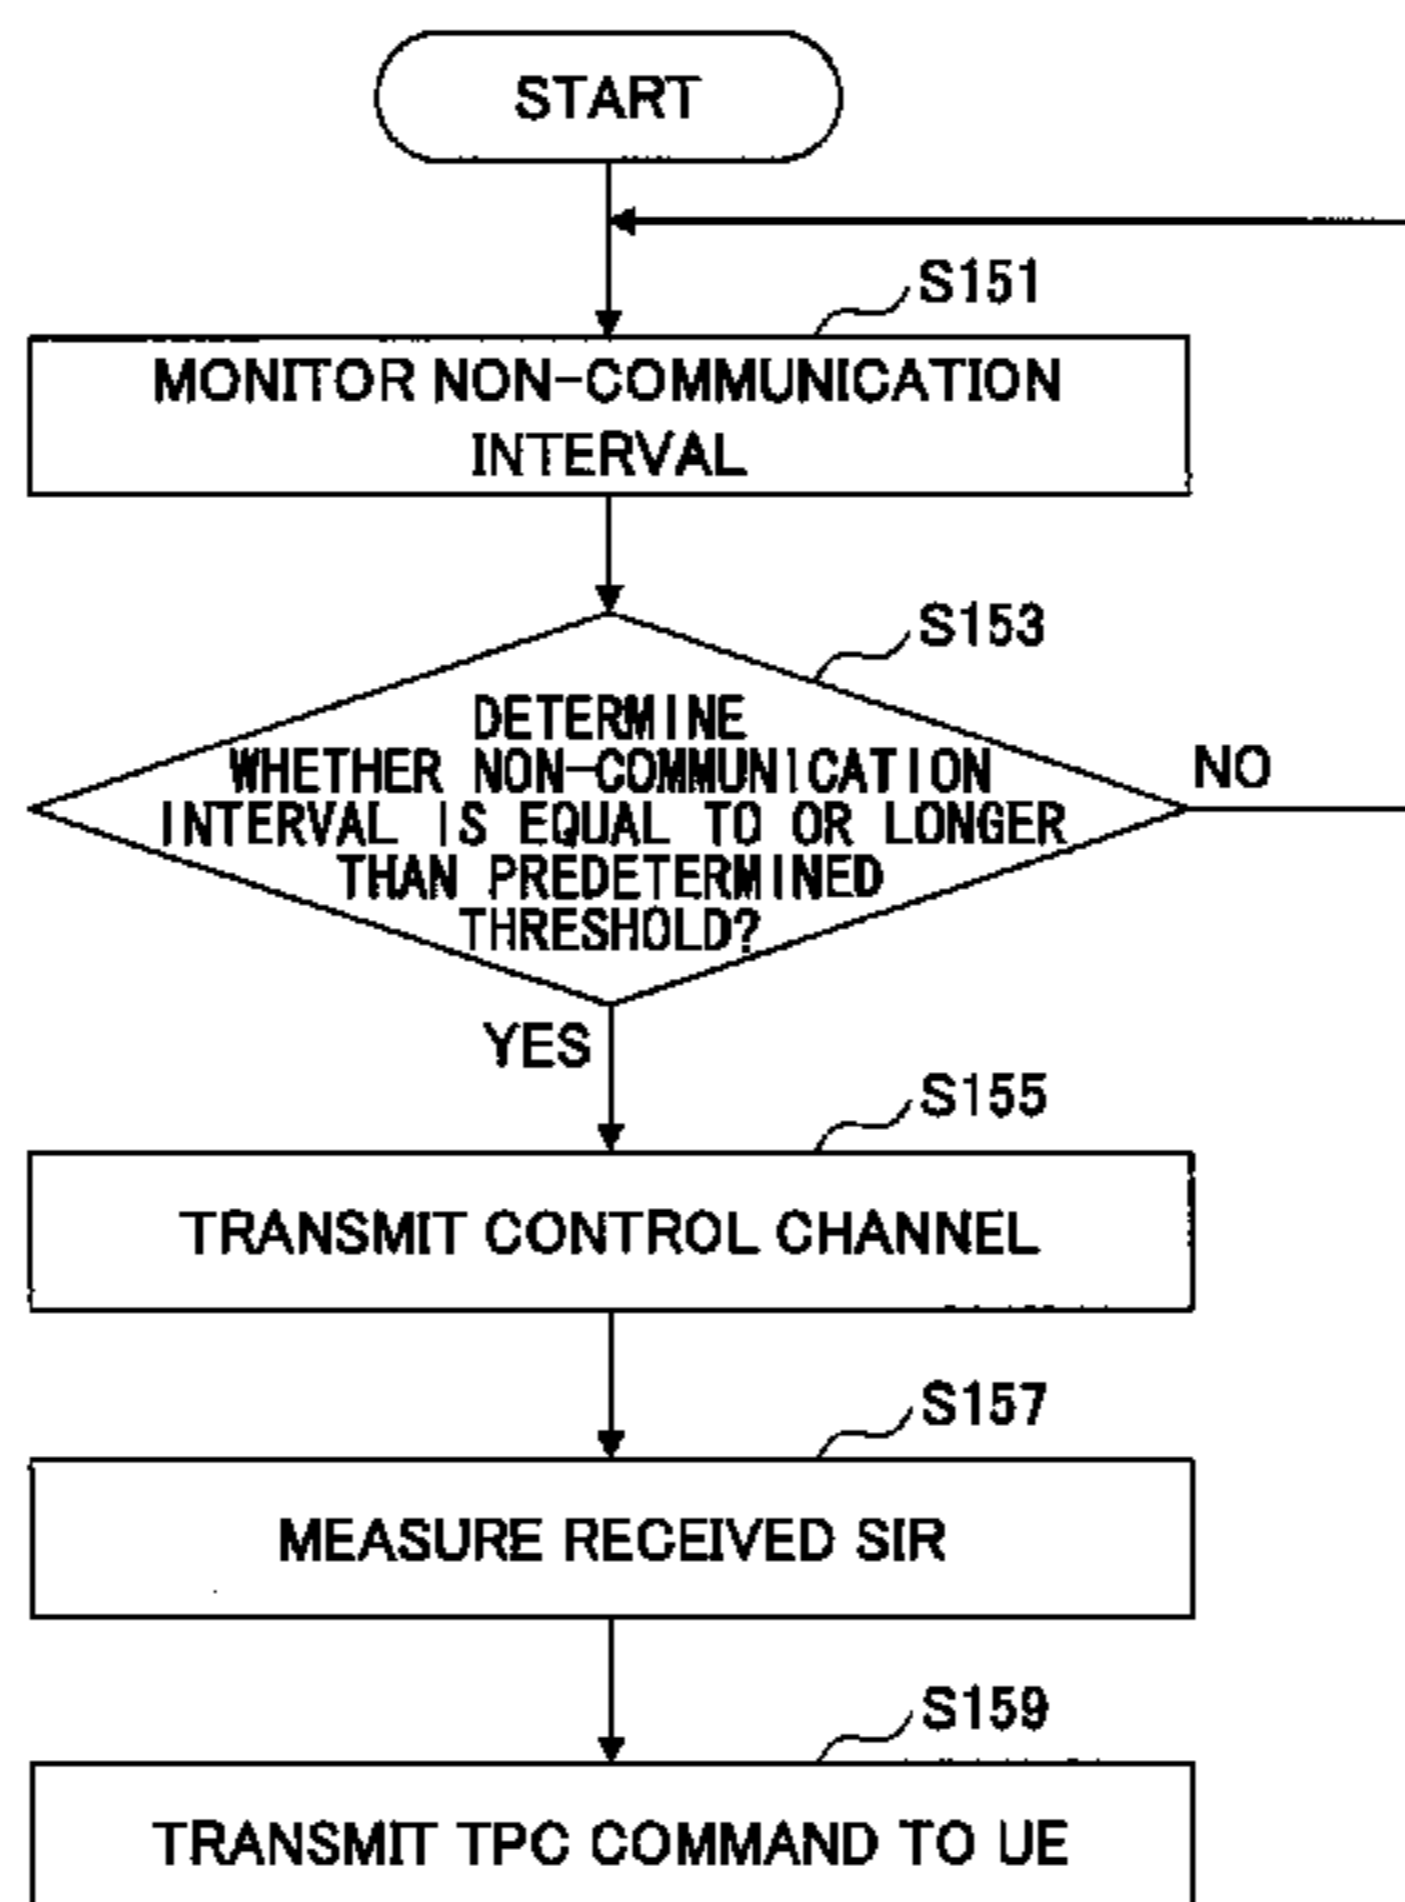 START
S151
MONITOR NON-COMMUNICATION
INTERVAL
S153
DETERMINE
WHETHER NON-COMMUNICATION
INTERVAL IS EQUAL TO OR LONGER
THAN PREDETERMINED
THRESHOLD?
NO
YES
S155
TRANSMIT CONTROL CHANNEL
S157
MEASURE RECEIVED SIR
S159
TRANSMIT TPC COMMAND TO UE